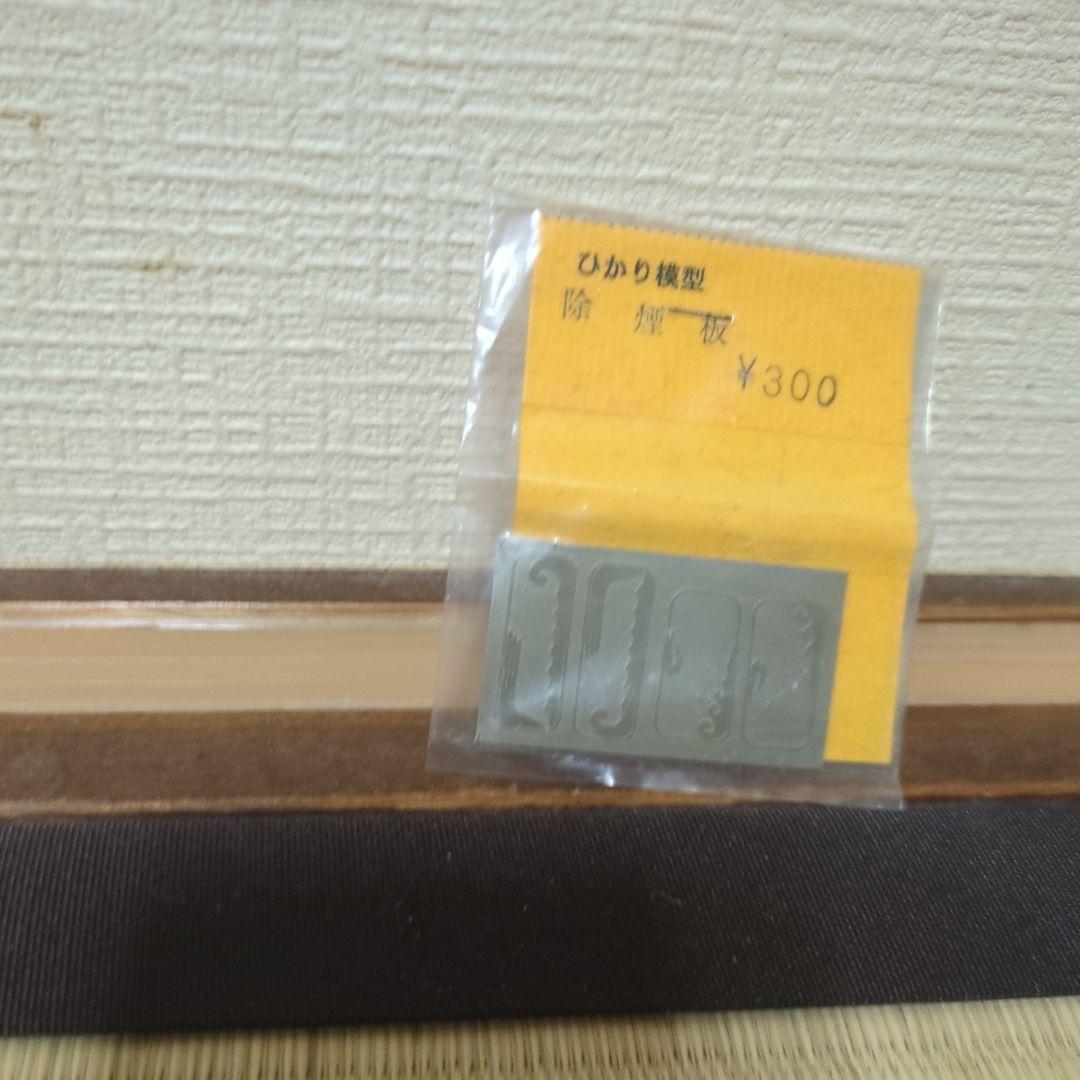 ひかり模型
除 煙 板
¥300